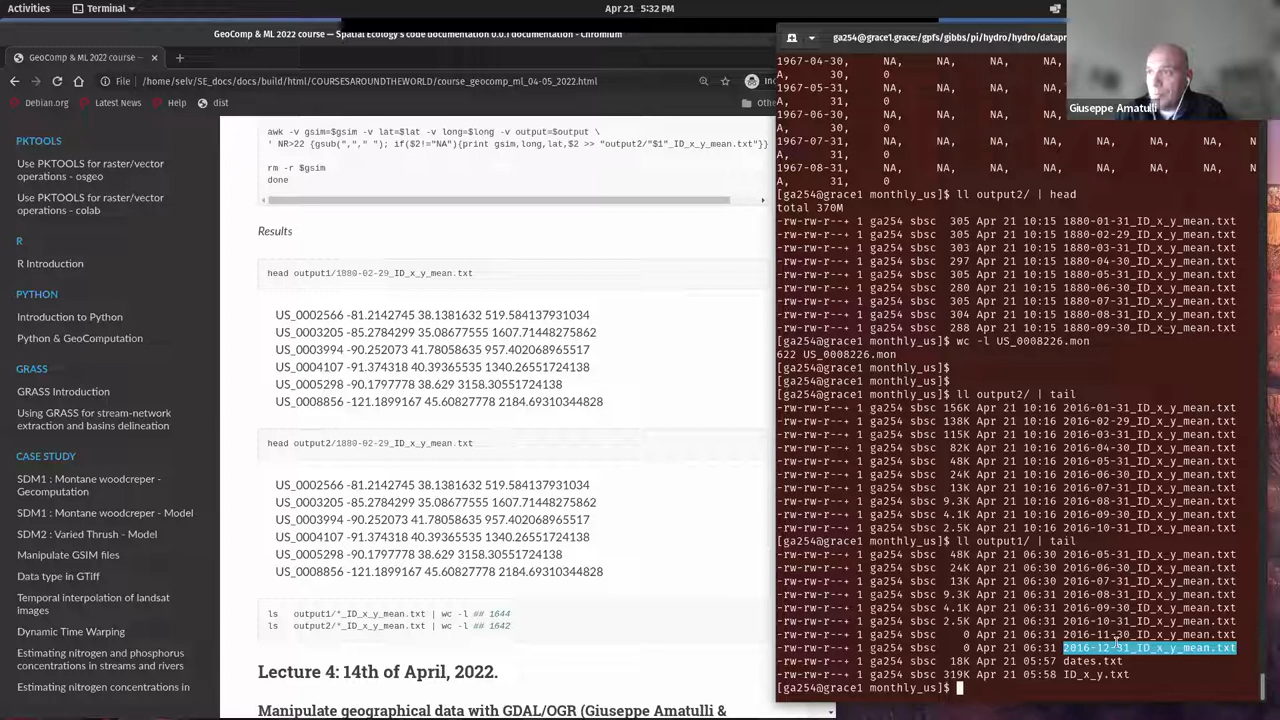 Activities
Terminal
Apr 21 5:32 PM
GeoComp & ML 2022 course — Spatial Ecology's code documentation 0.0.1 documentation - Chromium
GeoComp & ML 2022 course —
File
/home/selv/SE_docs/docs/build/html/COURSESAROUNDTHEWORLD/course_geocomp_ml_04-05_2022.html
Debian.org
Latest News
Help
dist
PKTOOLS
Use PKTOOLS for raster/vector
operations - osgeo
Use PKTOOLS for raster/vector
operations - colab
R
R Introduction
PYTHON
Introduction to Python
Python & GeoComputation
GRASS
GRASS Introduction
Using GRASS for stream-network
extraction and basins delineation
CASE STUDY
SDM1 : Montane woodcreper -
Gecomputation
SDM1 : Montane woodcreper - Model
SDM2 : Varied Thrush - Model
Manipulate GSIM files
Data type in GTiff
Temporal interpolation of landsat
images
Dynamic Time Warping
Estimating nitrogen and phosphorus
concentrations in streams and rivers
Estimating nitrogen concentrations in
awk -v gsim=$gsim -v lat=$lat -v long=$long -v output=$output \
' NR>22 {gsub(","," "); if($2!="NA"){print gsim,long,lat,$2 >> "output2/"$1"_ID_x_y_mean.txt"}}
rm -r $gsim
done
Results
head output1/1880-02-29_ID_x_y_mean.txt
US_0002566 -81.2142745 38.1381632 519.584137931034
US_0003205 -85.2784299 35.08677555 1607.71448275862
US_0003994 -90.252073 41.78058635 957.402068965517
US_0004107 -91.374318 40.39365535 1340.26251724138
US_0005298 -90.1797788 38.629 3158.30551724138
US_0008856 -121.1899167 45.60827778 2184.69310344828
head output2/1880-02-29_ID_x_y_mean.txt
US_0002566 -81.2142745 38.1381632 519.584137931034
US_0003205 -85.2784299 35.08677555 1607.71448275862
US_0003994 -90.252073 41.78058635 957.402068965517
US_0004107 -91.374318 40.39365535 1340.26251724138
US_0005298 -90.1797788 38.629 3158.30551724138
US_0008856 -121.1899167 45.60827778 2184.69310344828
ls output1/*_ID_x_y_mean.txt | wc -l ## 1644
ls output2/*_ID_x_y_mean.txt | wc -l ## 1642
Lecture 4: 14th of April, 2022.
Manipulate geographical data with GDAL/OGR (Giuseppe Amatulli &
ga254@grace1.grace:/gpfs/gibbs/pi/hydro/hydro/datapr
Giuseppe Amatulli
1967-04-30, NA, NA, NA, NA,
A, 30, 0
1967-05-31, NA, NA, NA, NA,
A, 31, 0
1967-06-30, NA, NA, NA, NA,
A, 30, 0
1967-07-31, NA, NA, NA, NA, NA, N
A, 31, 0
1967-08-31, NA, NA, NA, NA, NA, N
A, 31, 0
[ga254@grace1 monthly_us]$ ll output2/ | head
total 370M
-rw-rw-r--+ 1 ga254 sbsc 305 Apr 21 10:15 1880-01-31_ID_x_y_mean.txt
-rw-rw-r--+ 1 ga254 sbsc 305 Apr 21 10:15 1880-02-29_ID_x_y_mean.txt
-rw-rw-r--+ 1 ga254 sbsc 303 Apr 21 10:15 1880-03-31_ID_x_y_mean.txt
-rw-rw-r--+ 1 ga254 sbsc 297 Apr 21 10:15 1880-04-30_ID_x_y_mean.txt
-rw-rw-r--+ 1 ga254 sbsc 305 Apr 21 10:15 1880-05-31_ID_x_y_mean.txt
-rw-rw-r--+ 1 ga254 sbsc 280 Apr 21 10:15 1880-06-30_ID_x_y_mean.txt
-rw-rw-r--+ 1 ga254 sbsc 305 Apr 21 10:15 1880-07-31_ID_x_y_mean.txt
-rw-rw-r--+ 1 ga254 sbsc 304 Apr 21 10:15 1880-08-31_ID_x_y_mean.txt
-rw-rw-r--+ 1 ga254 sbsc 288 Apr 21 10:15 1880-09-30_ID_x_y_mean.txt
[ga254@grace1 monthly_us]$ wc -l US_0008226.mon
622 US_0008226.mon
[ga254@grace1 monthly_us]$
[ga254@grace1 monthly_us]$
[ga254@grace1 monthly_us]$ ll output2/ | tail
-rw-rw-r--+ 1 ga254 sbsc 156K Apr 21 10:16 2016-01-31_ID_x_y_mean.txt
-rw-rw-r--+ 1 ga254 sbsc 138K Apr 21 10:16 2016-02-29_ID_x_y_mean.txt
-rw-rw-r--+ 1 ga254 sbsc 115K Apr 21 10:16 2016-03-31_ID_x_y_mean.txt
-rw-rw-r--+ 1 ga254 sbsc 82K Apr 21 10:16 2016-04-30_ID_x_y_mean.txt
-rw-rw-r--+ 1 ga254 sbsc 48K Apr 21 10:16 2016-05-31_ID_x_y_mean.txt
-rw-rw-r--+ 1 ga254 sbsc 24K Apr 21 10:16 2016-06-30_ID_x_y_mean.txt
-rw-rw-r--+ 1 ga254 sbsc 13K Apr 21 10:16 2016-07-31_ID_x_y_mean.txt
-rw-rw-r--+ 1 ga254 sbsc 9.3K Apr 21 10:16 2016-08-31_ID_x_y_mean.txt
-rw-rw-r--+ 1 ga254 sbsc 4.1K Apr 21 10:16 2016-09-30_ID_x_y_mean.txt
-rw-rw-r--+ 1 ga254 sbsc 2.5K Apr 21 10:16 2016-10-31_ID_x_y_mean.txt
[ga254@grace1 monthly_us]$ ll output1/ | tail
-rw-rw-r--+ 1 ga254 sbsc 48K Apr 21 06:30 2016-05-31_ID_x_y_mean.txt
-rw-rw-r--+ 1 ga254 sbsc 24K Apr 21 06:30 2016-06-30_ID_x_y_mean.txt
-rw-rw-r--+ 1 ga254 sbsc 13K Apr 21 06:30 2016-07-31_ID_x_y_mean.txt
-rw-rw-r--+ 1 ga254 sbsc 9.3K Apr 21 06:31 2016-08-31_ID_x_y_mean.txt
-rw-rw-r--+ 1 ga254 sbsc 4.1K Apr 21 06:31 2016-09-30_ID_x_y_mean.txt
-rw-rw-r--+ 1 ga254 sbsc 2.5K Apr 21 06:31 2016-10-31_ID_x_y_mean.txt
-rw-rw-r--+ 1 ga254 sbsc 0 Apr 21 06:31 2016-11-30_ID_x_y_mean.txt
-rw-rw-r--+ 1 ga254 sbsc 0 Apr 21 06:31 2016-12-31_ID_x_y_mean.txt
-rw-rw-r--+ 1 ga254 sbsc 18K Apr 21 05:57 dates.txt
-rw-rw-r--+ 1 ga254 sbsc 319K Apr 21 05:58 ID_x_y.txt
[ga254@grace1 monthly_us]$